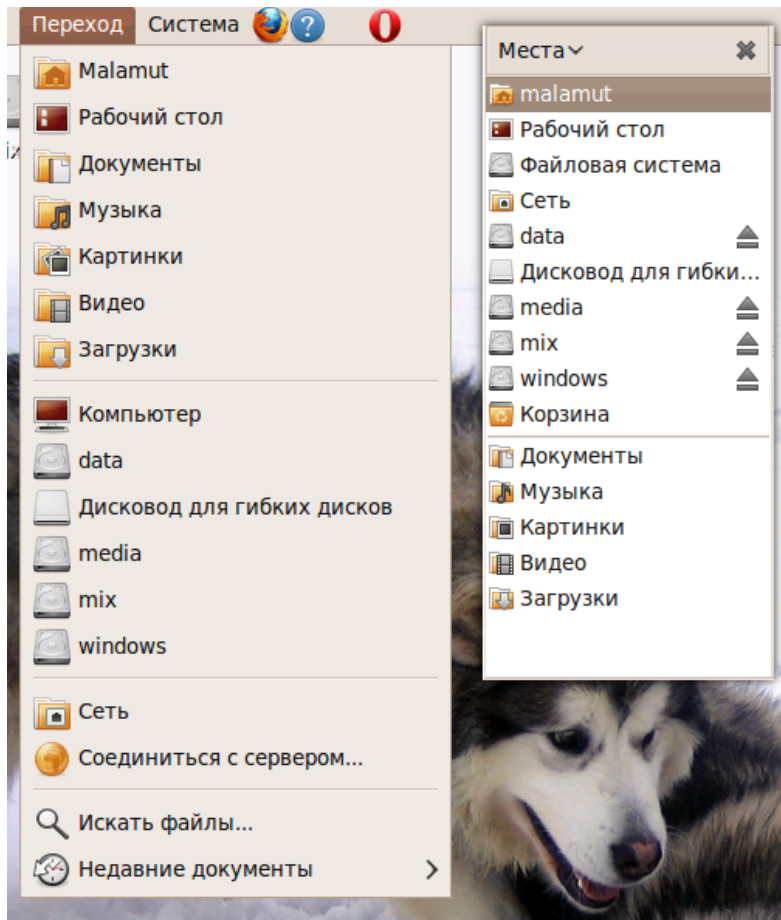 Переход Система
Malamut
Рабочий стол
Документы
Музыка
Картинки
Видео
Загрузки
Компьютер
data
Дисковод для гибких дисков
media
mix
windows
Сеть
Соединиться с сервером...
Искать файлы...
Недавние документы
Места
malamut
Рабочий стол
Файловая система
Сеть
data
Дисковод для гибки...
media
mix
windows
Корзина
Документы
Музыка
Картинки
Видео
Загрузки